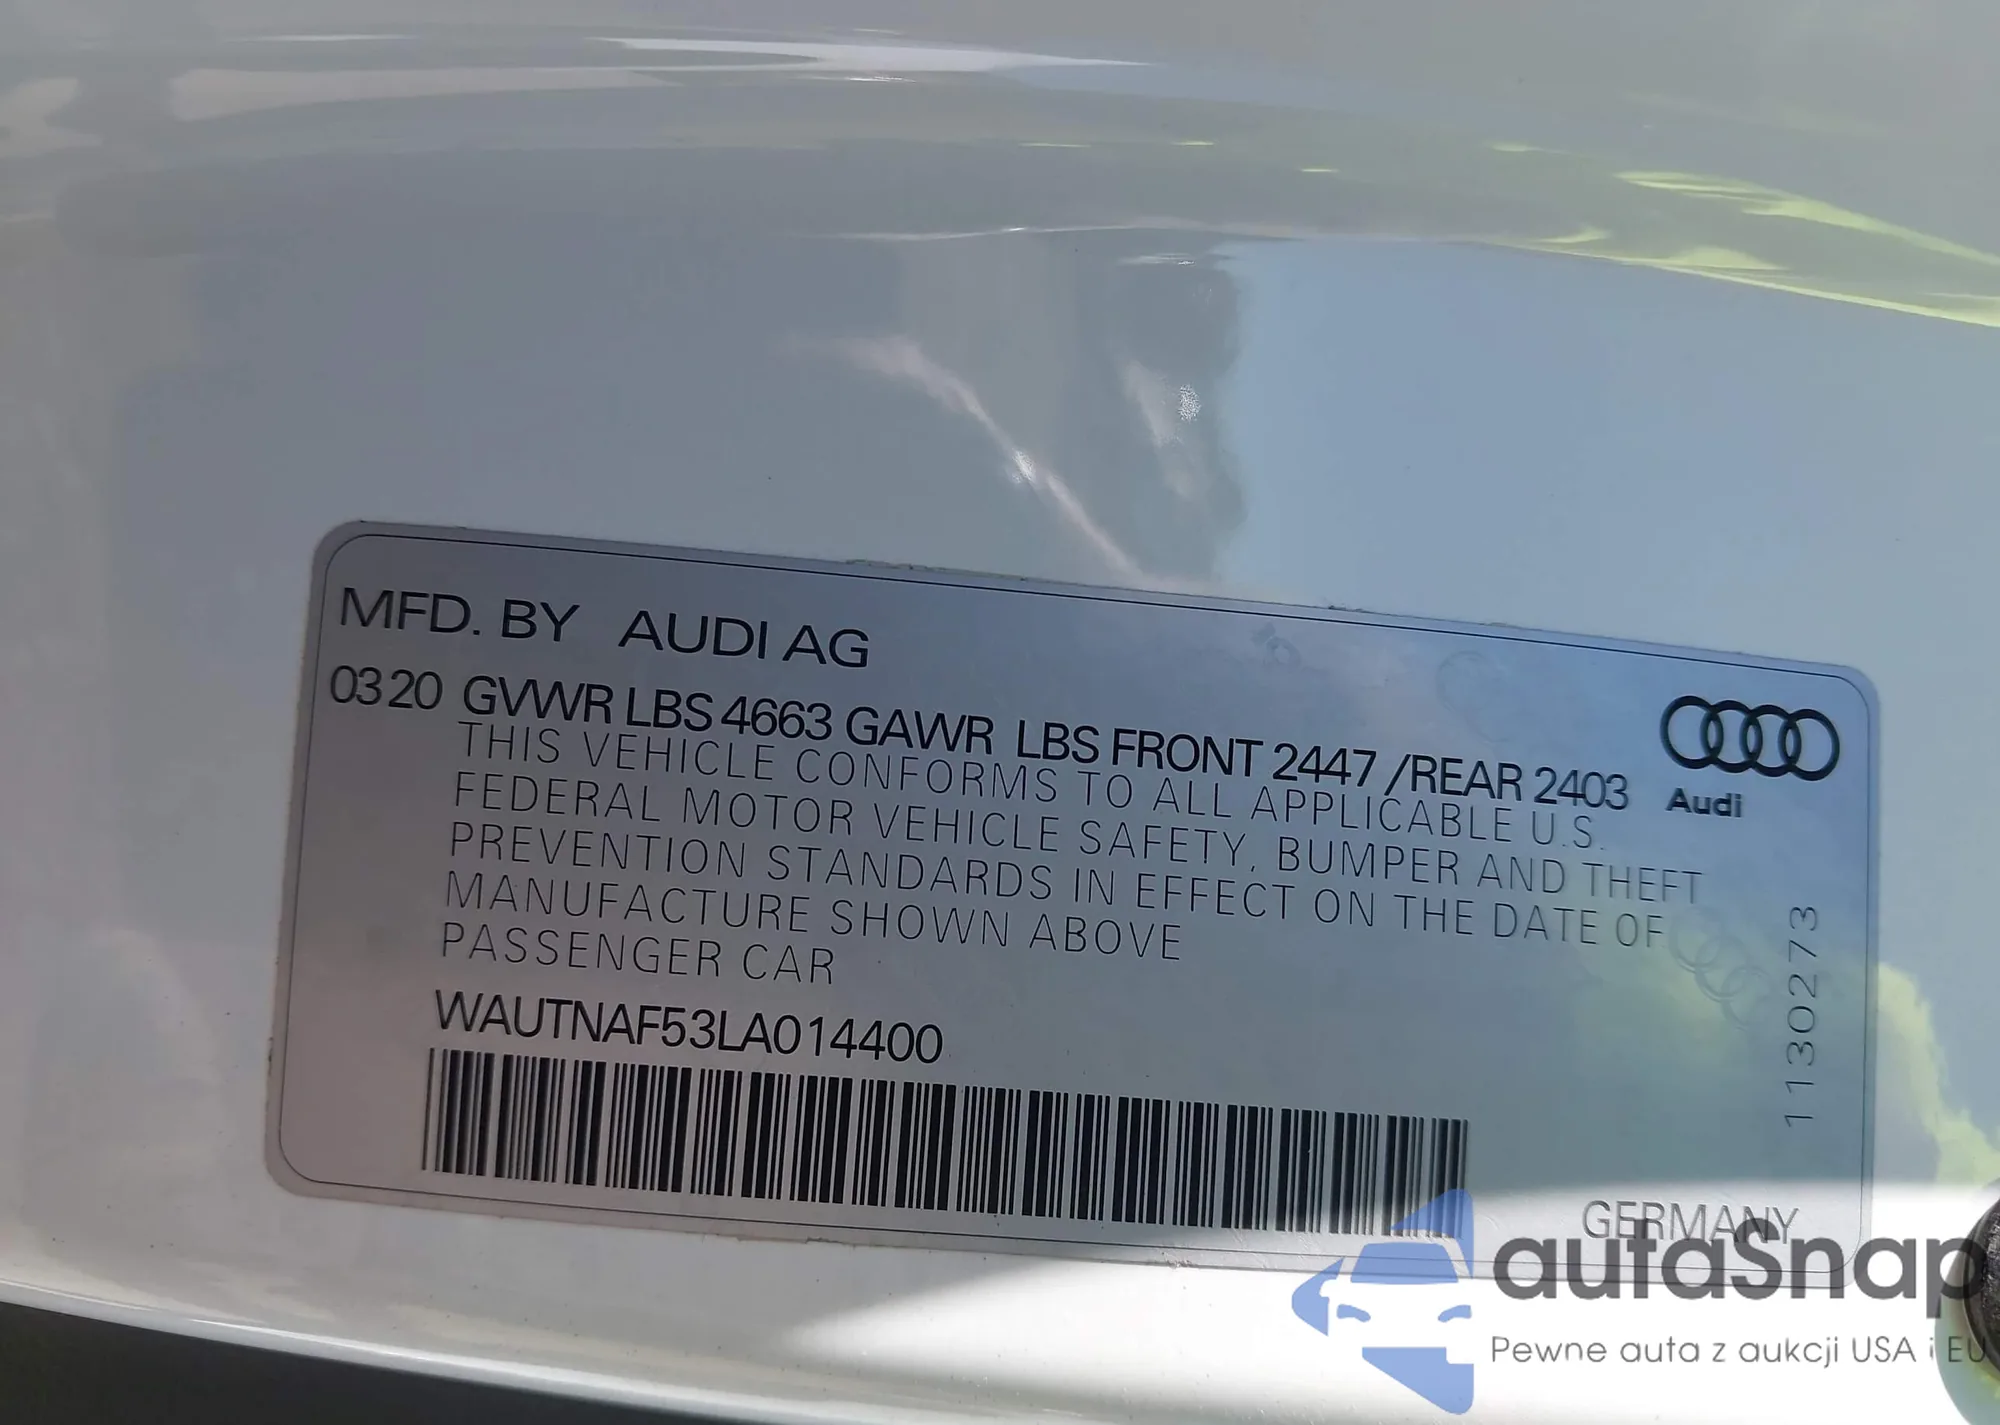 MFD. BY AUDI AG
0320 GVWR LBS 4663 GAWR LBS FRONT 2447 /REAR 2403
THIS VEHICLE CONFORMS TO ALL APPLICABLE U.S.
FEDERAL MOTOR VEHICLE SAFETY, BUMPER AND THEFT
PREVENTION STANDARDS IN EFFECT ON THE DATE OF
MANUFACTURE SHOWN ABOVE
PASSENGER CAR
WAUTNAF53LA014400
Audi
1130273
GERMANY
autaSnap
Pewne auta z aukcji USA i EU